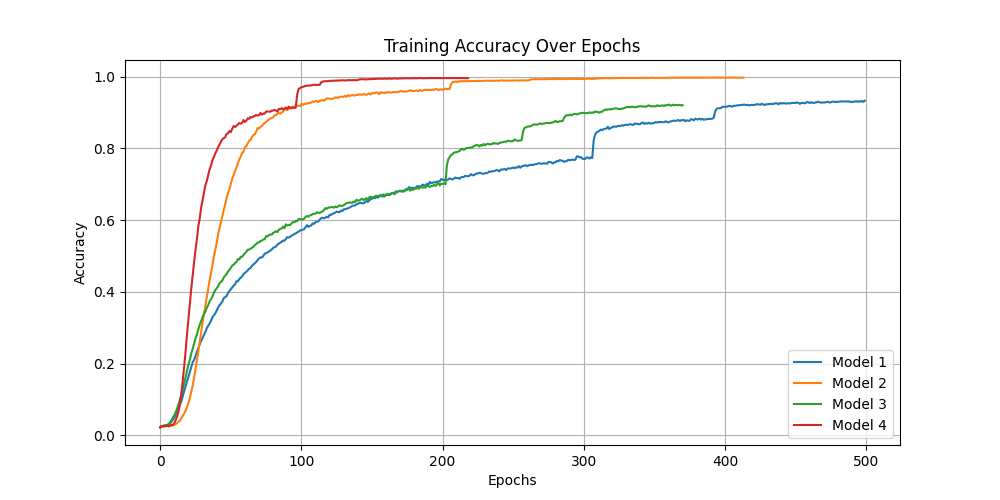 Training Accuracy Over Epochs
Accuracy
1.0
0.8
0.6
0.4
0.2
0.0
0 100 200 300 400 500
Epochs
Model 1
Model 2
Model 3
Model 4